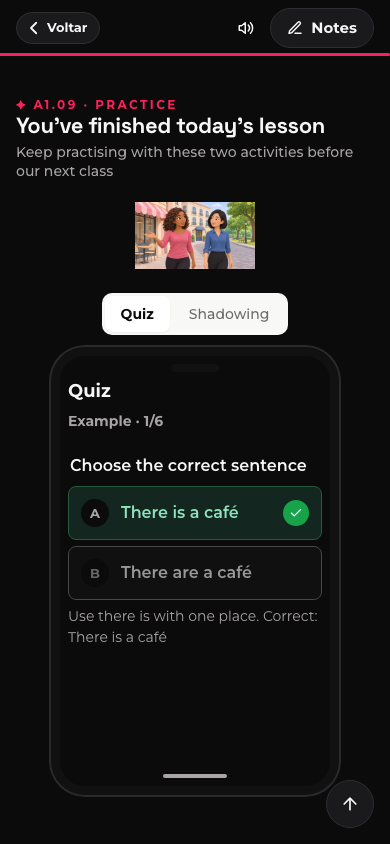 Voltar
Notes
A1.09 · PRACTICE
You've finished today's lesson
Keep practising with these two activities before
our next class
Quiz
Shadowing
Quiz
Example · 1/6
Choose the correct sentence
A There is a café
B There are a café
Use there is with one place. Correct:
There is a café